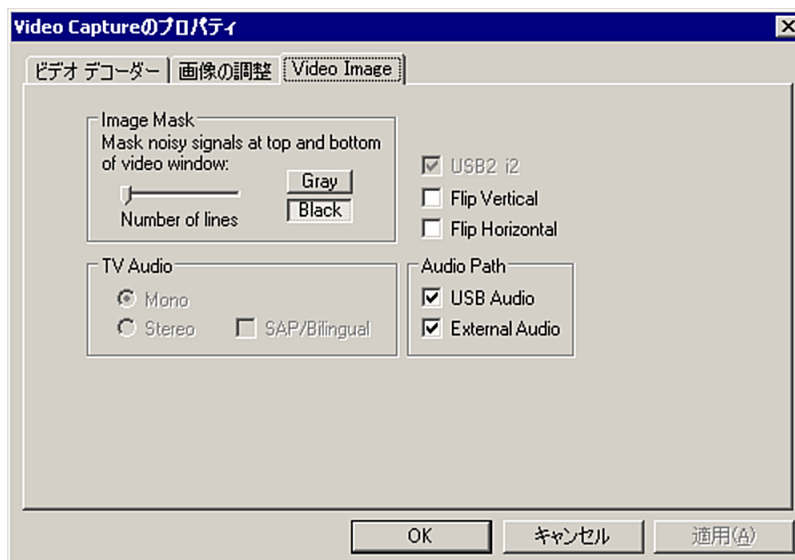 Video Captureのプロパティ
ビデオ デコーダー
画像の調整
Video Image
Image Mask
Mask noisy signals at top and bottom
of video window:
Gray
Black
Number of lines
USB2 i2
Flip Vertical
Flip Horizontal
TV Audio
Mono
Stereo
SAP/Bilingual
Audio Path
USB Audio
External Audio
OK
キャンセル
適用(A)